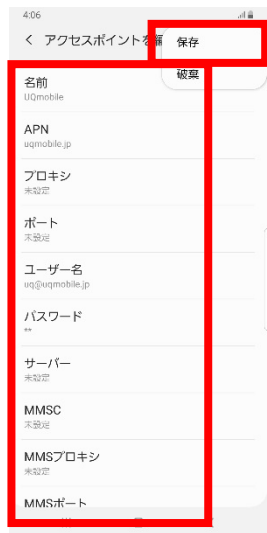 4:06
アクセスポイントを編
保存
破棄
名前
UQmobile
APN
uqmobile.jp
プロキシ
未設定
ポート
未設定
ユーザー名
uq@uqmobile.jp
パスワード
**
サーバー
未設定
MMSC
未設定
MMSプロキシ
未設定
MMSポート